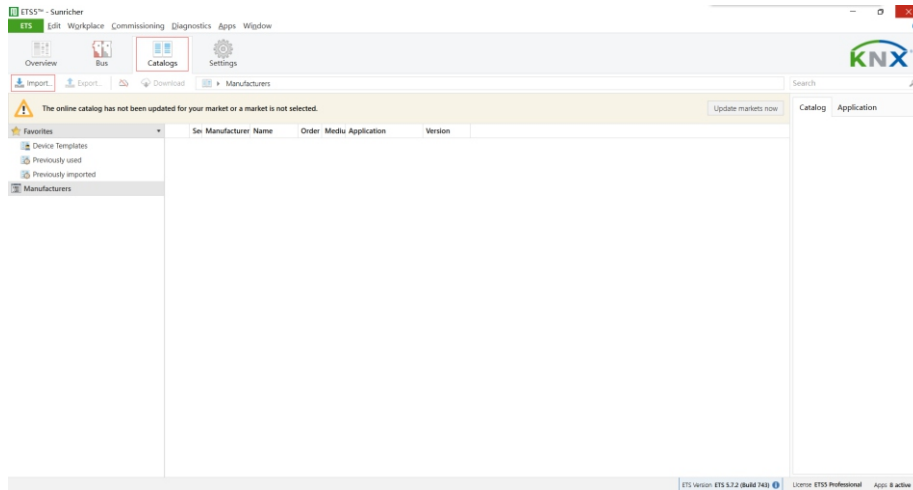 ETS5™ - Sunricher
ETS Edit Workplace Commissioning Diagnostics Apps Window
Overview Bus Catalogs Settings
KNX
Import... Export... Download Manufacturers Search
The online catalog has not been updated for your market or a market is not selected. Update markets now Catalog Application
Favorites Se Manufacturer Name Order Mediu Application Version
Device Templates
Previously used
Previously imported
Manufacturers
ETS Version ETS 5.7.2 (Build 743) License ETS5 Professional Apps 8 active